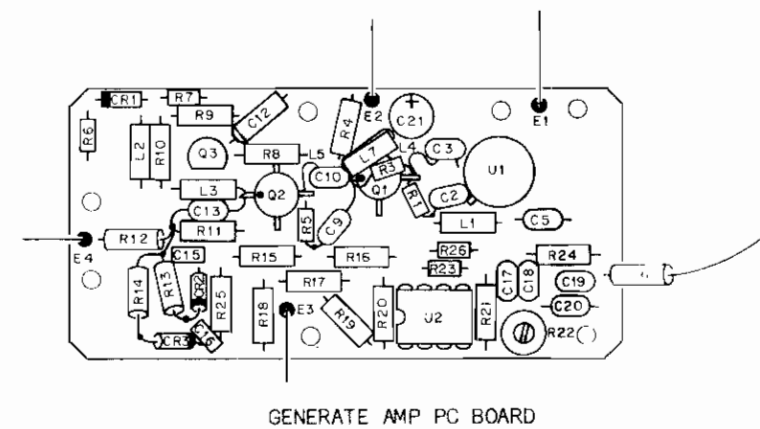 CR1
R7
E2
E1
R9
C12
R4
C21
R6
L2
R10
Q3
R8
L5
L7
L4
C3
U1
C10
R3
Q1
L3
Q2
R1
C2
C13
R5
C9
L1
C5
E4
R12
R11
C15
R15
R16
R26
R24
R23
R14
R13
CR2
R25
R17
C17
C18
C19
R18
E3
R19
R20
U2
R21
C20
R22
CR3
C16
GENERATE AMP PC BOARD